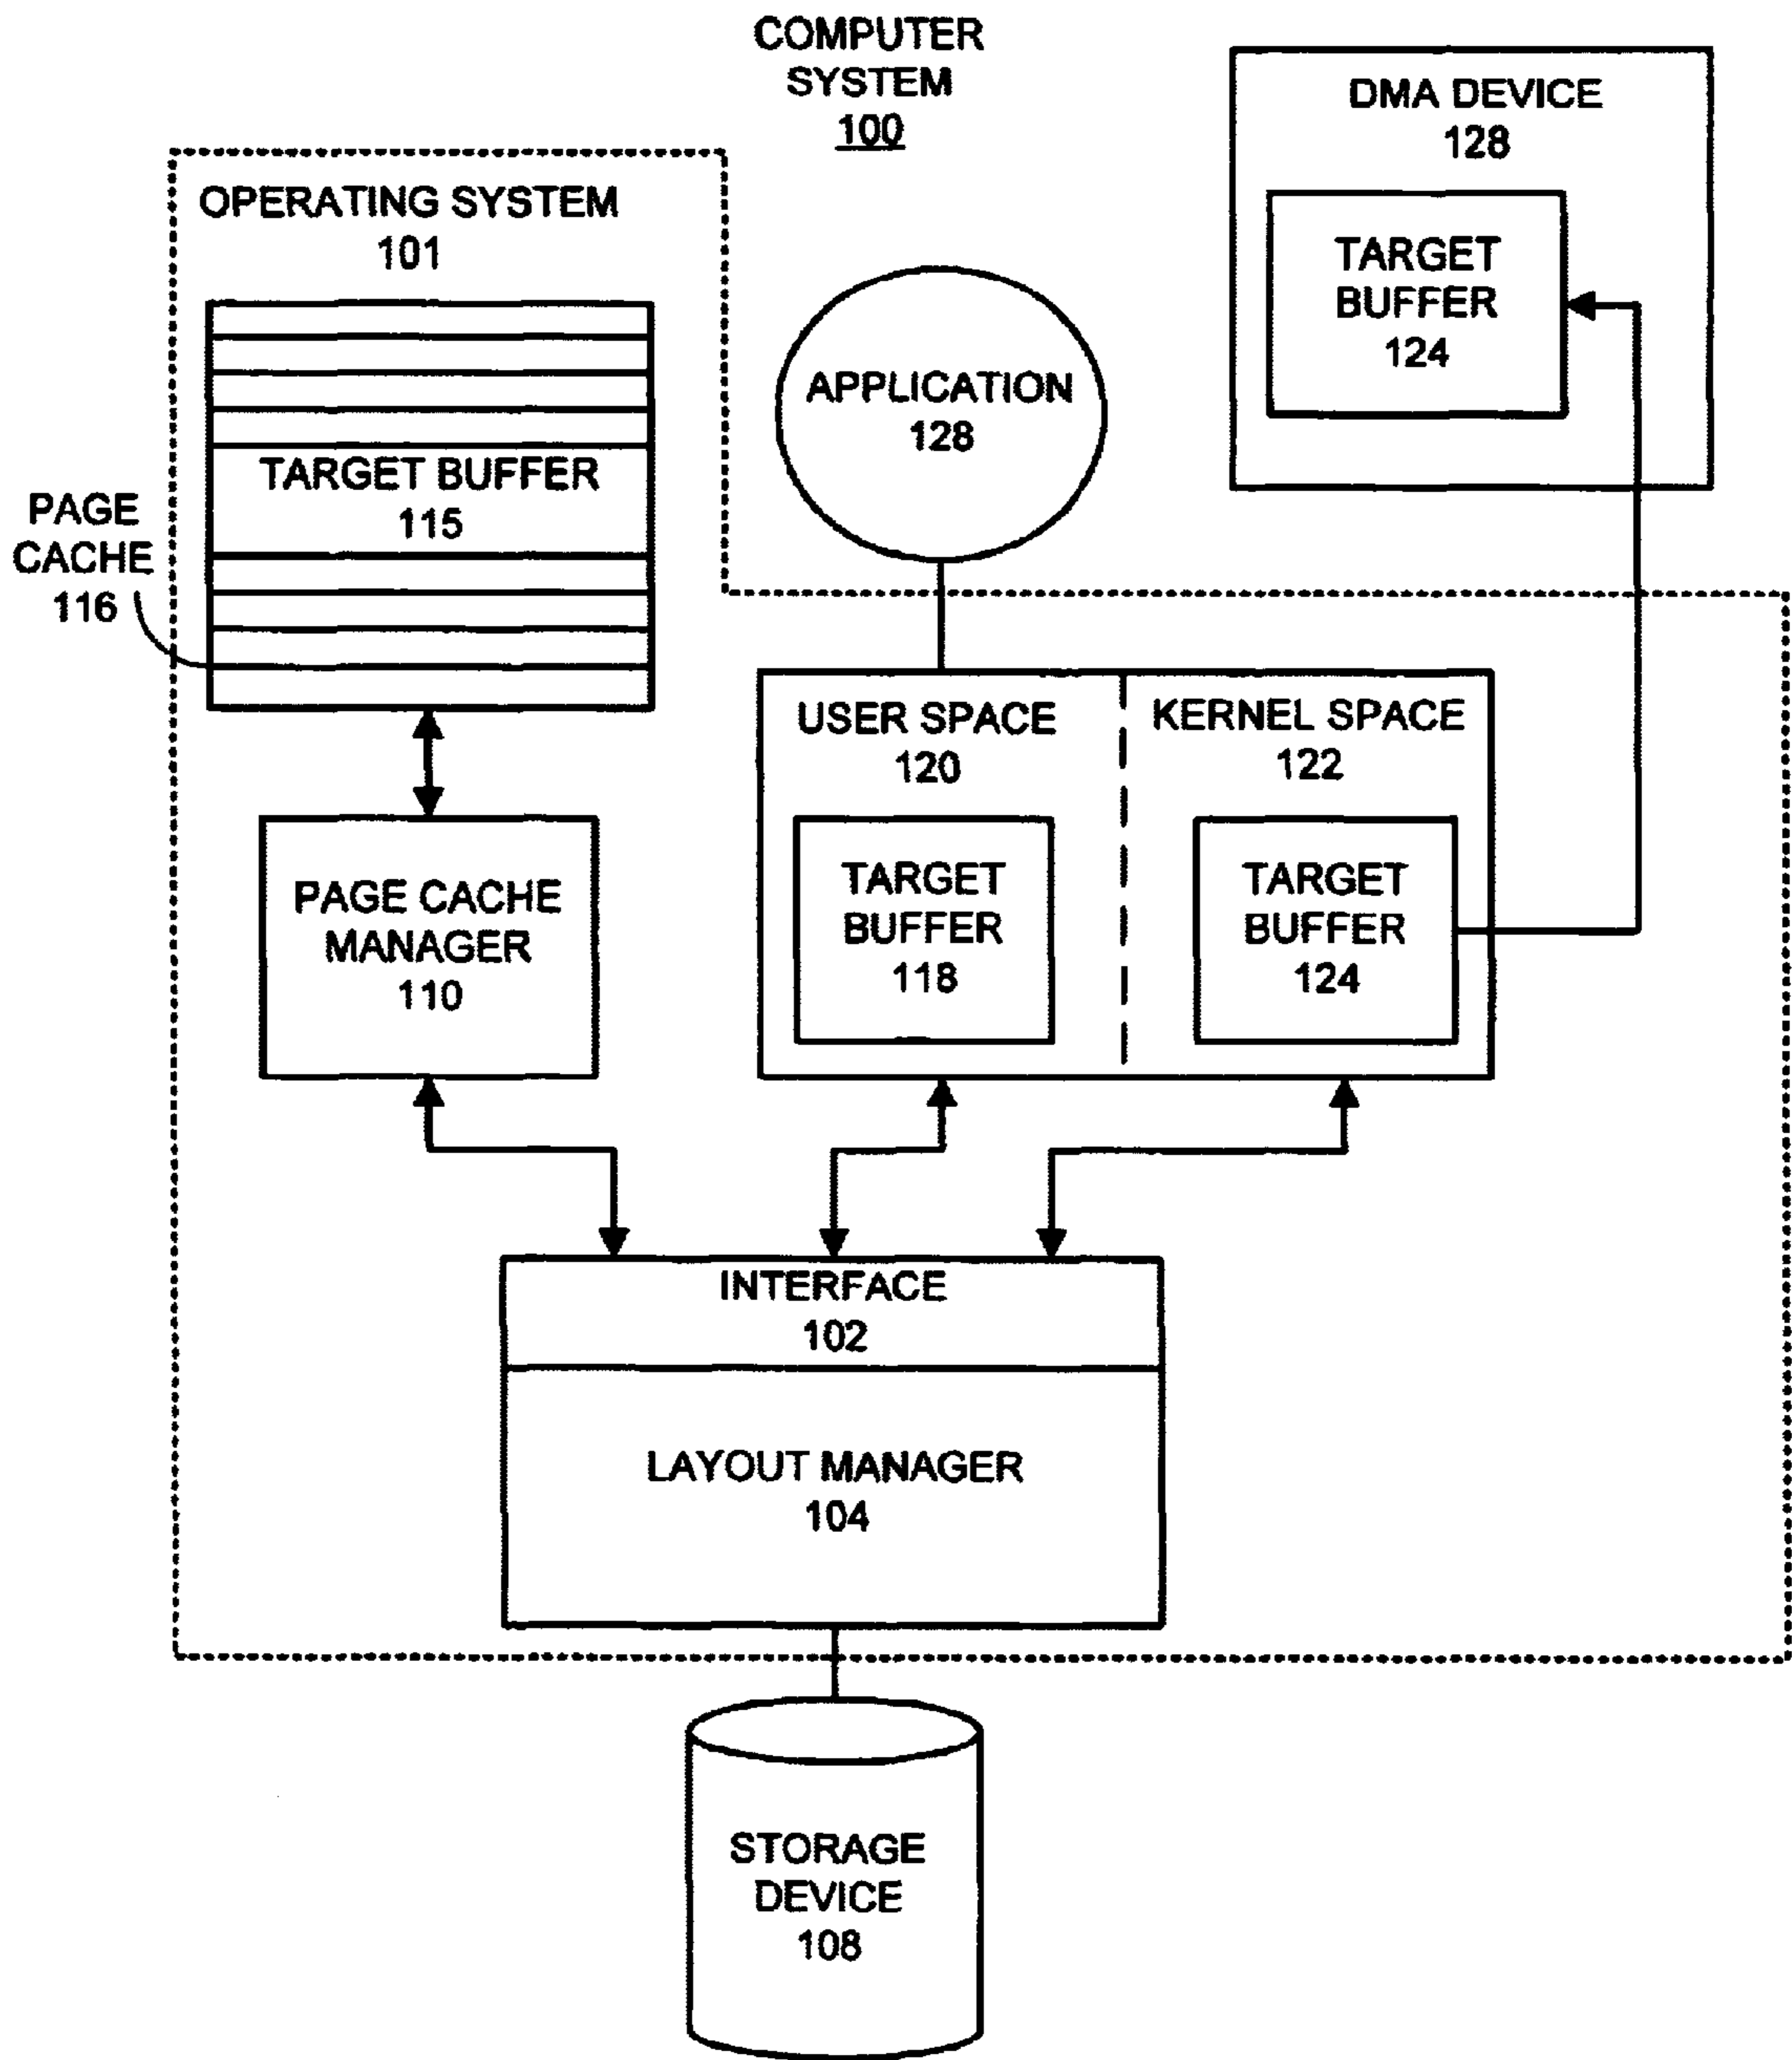 COMPUTER
SYSTEM
100
DMA DEVICE
128
TARGET
BUFFER
124
OPERATING SYSTEM
101
APPLICATION
128
TARGET BUFFER
115
PAGE
CACHE
116
USER SPACE
120
KERNEL SPACE
122
TARGET
BUFFER
118
TARGET
BUFFER
124
PAGE CACHE
MANAGER
110
INTERFACE
102
LAYOUT MANAGER
104
STORAGE
DEVICE
108